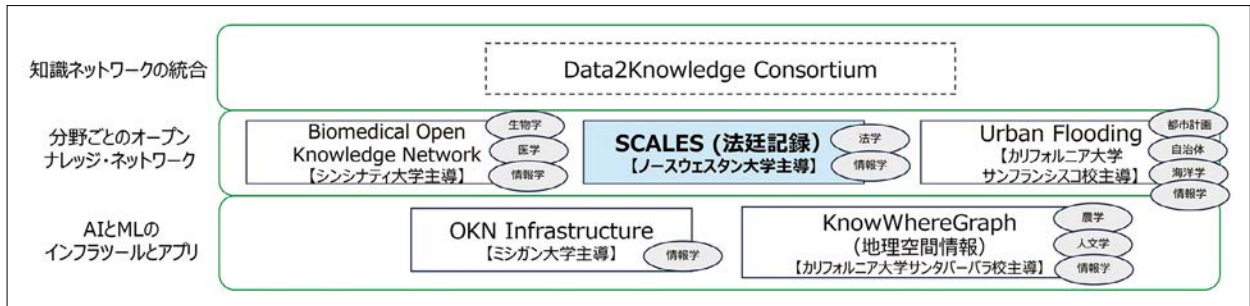 知識ネットワークの統合
Data2Knowledge Consortium
分野ごとのオープン
ナレッジ・ネットワーク
Biomedical Open
Knowledge Network
【シンシナティ大学主導】
生物学
医学
情報学
SCALES (法廷記録)
【ノースウェスタン大学主導】
法学
情報学
Urban Flooding
【カリフォルニア大学
サンフランシスコ校主導】
都市計画
自治体
海洋学
情報学
AIとMLの
インフラツールとアプリ
OKN Infrastructure
【ミシガン大学主導】
情報学
KnowWhereGraph
(地理空間情報)
【カリフォルニア大学サンタバーバラ校主導】
農学
人文学
情報学